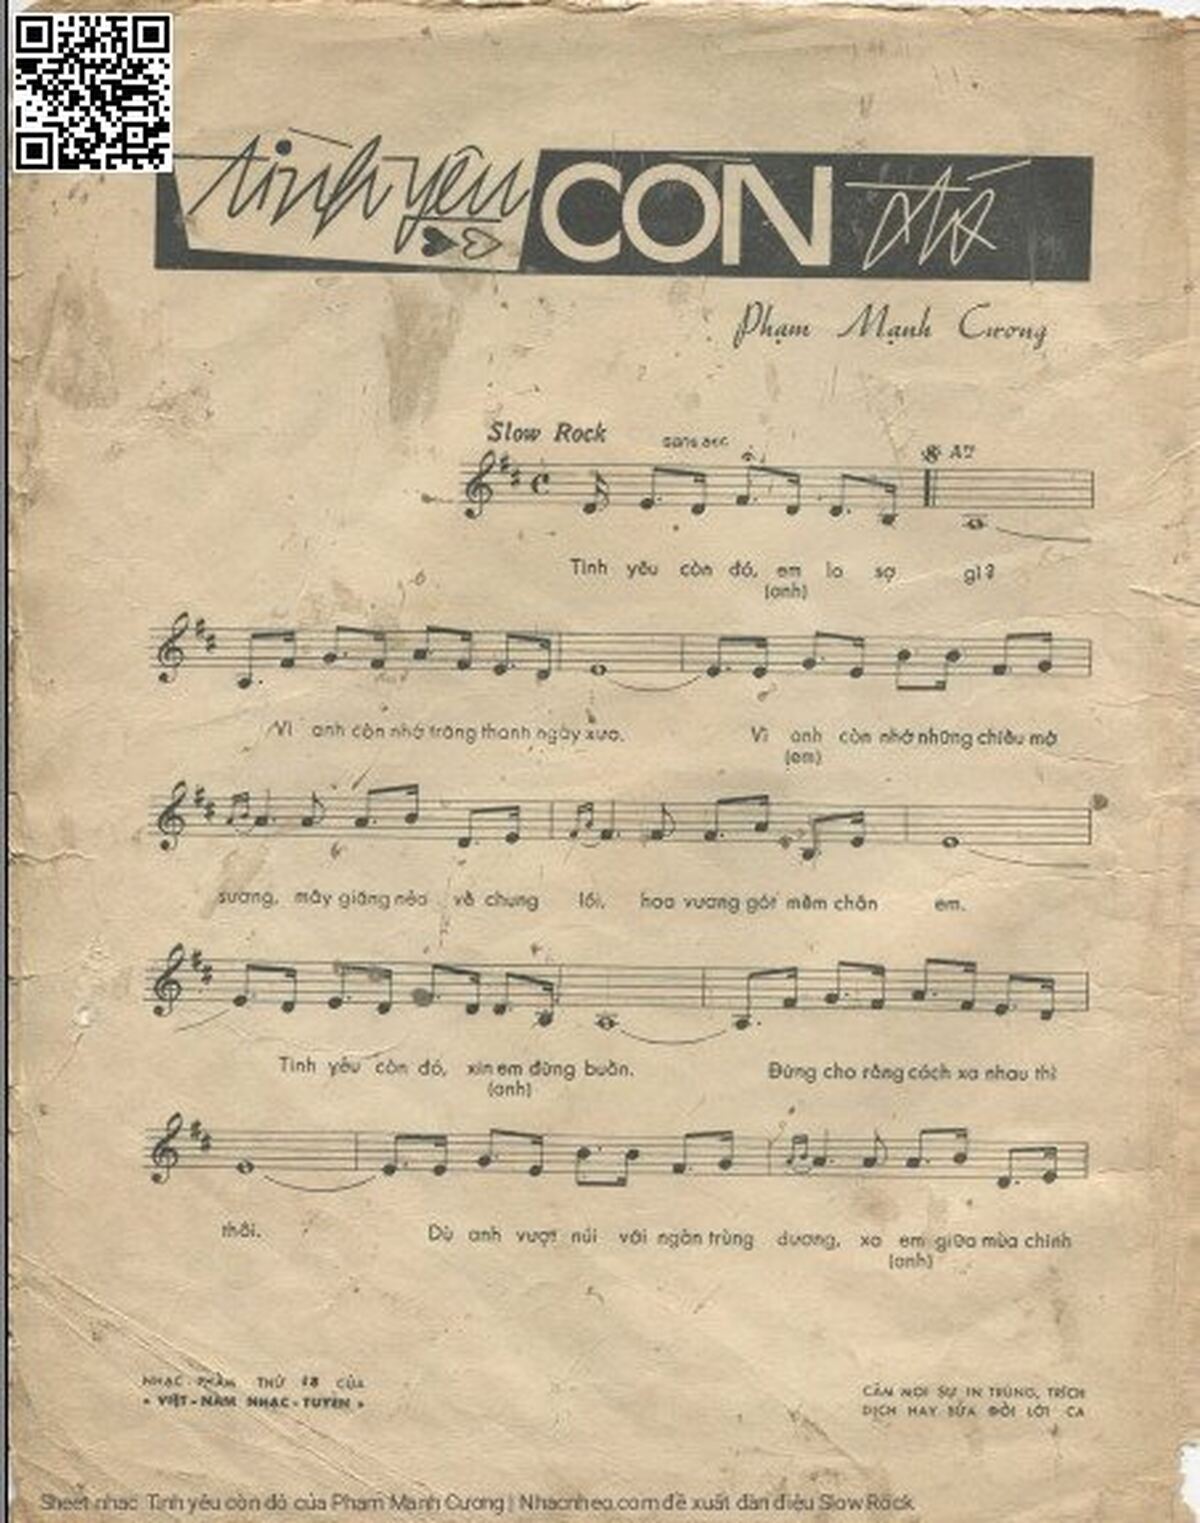 tình yêu CÒN đó
Phạm Mạnh Cương
Slow Rock
sans acc
A7
Tình yêu còn đó, em lo sợ gì?
(anh)
Vì anh còn nhớ trăng thanh ngày xưa. Vì anh còn nhớ những chiều mờ
(em)
sương, mây giăng nẻo về chung lối, hoa vương gót mềm chân em.
Tình yêu còn đó, xin em đừng buồn. Đừng cho rằng cách xa nhau thì
(anh)
thôi. Dù anh vượt núi với ngàn trùng dương, xa em giữa mùa chinh
(anh)
NHẠC PHẨM THỨ 18 CỦA
« VIỆT-NAM NHẠC-TUYỂN »
CẤM MỌI SỰ IN TRÙNG, TRÍCH
DỊCH HAY SỬA ĐỔI LỜI CA
Sheet nhạc Tình yêu còn đó của Phạm Mạnh Cương | Nhacnheo.com đề xuất đàn điệu Slow Rock